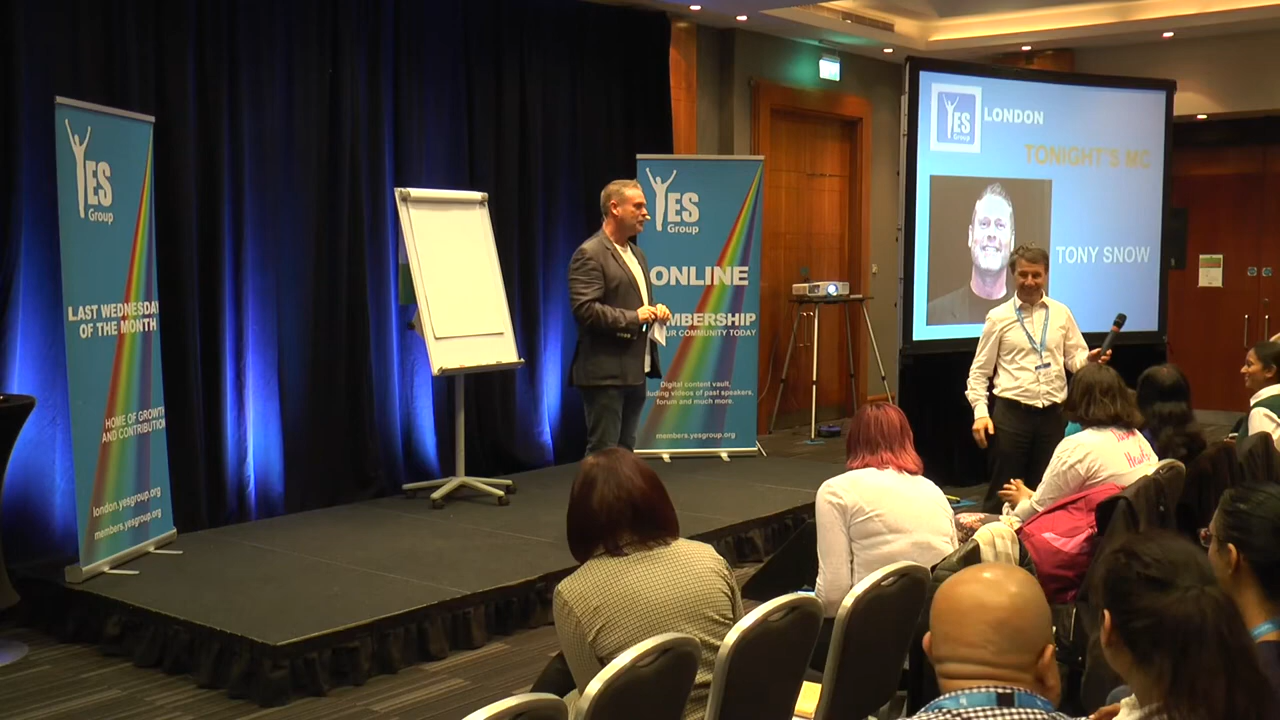 YES
Group
LAST WEDNESDAY
OF THE MONTH
HOME OF GROWTH
AND CONTRIBUTION
london.yesgroup.org
members.yesgroup.org
YES
Group
ONLINE
MBERSHIP
UR COMMUNITY TODAY
Digital content vault,
luding videos of past speakers,
forum and much more.
members.yesgroup.org
YES
Group
LONDON
TONIGHT'S MC
TONY SNOW